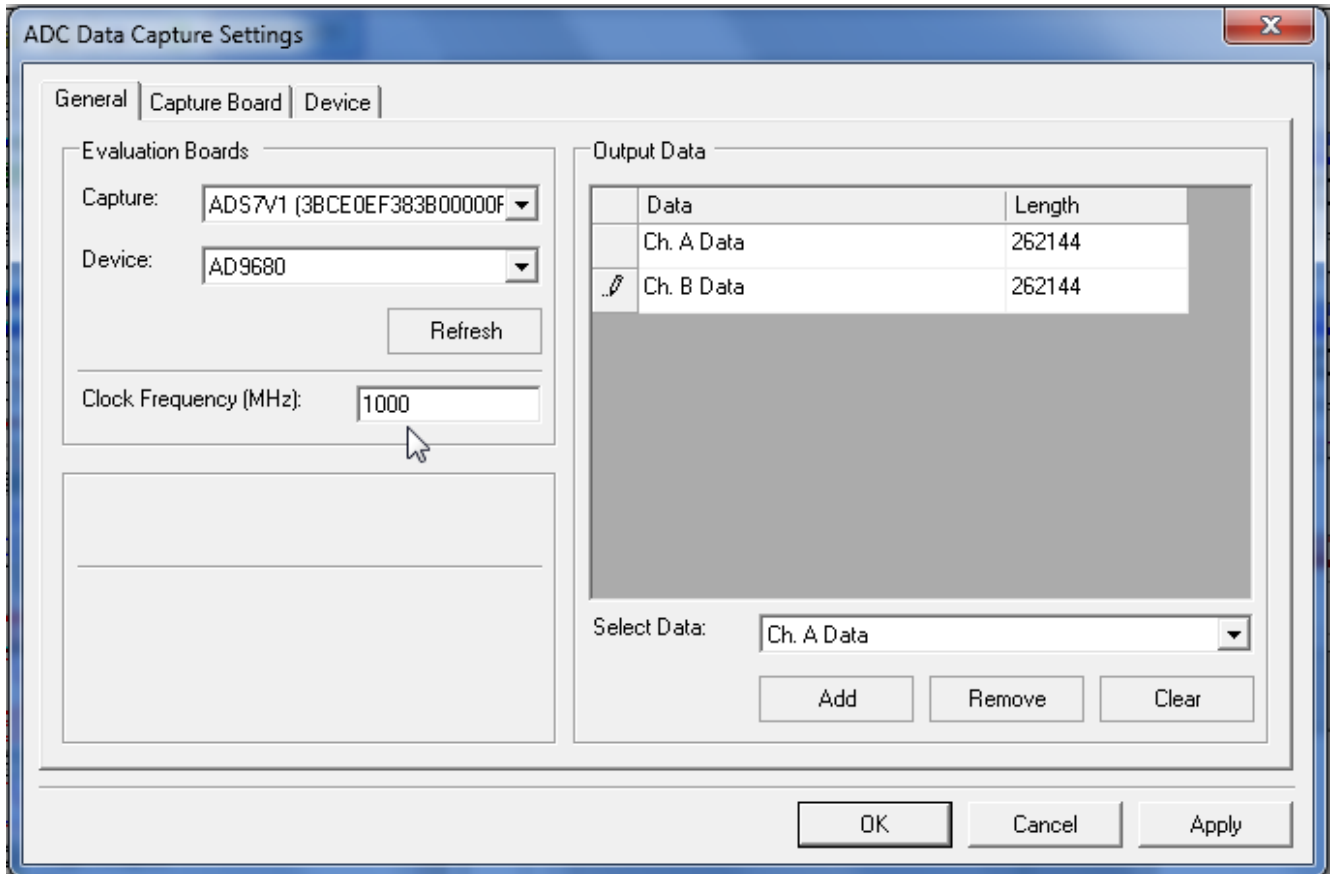 ADC Data Capture Settings
General Capture Board Device
Evaluation Boards
Capture: ADS7V1 (3BCE0EF383B00000F
Device: AD9680
Refresh
Clock Frequency (MHz): 1000
Output Data
Data Length
Ch. A Data 262144
Ch. B Data 262144
Select Data: Ch. A Data
Add Remove Clear
OK Cancel Apply